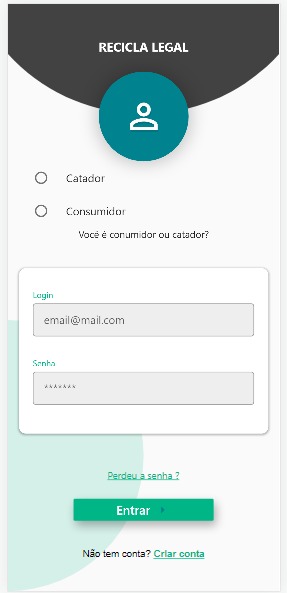 RECICLA LEGAL
Catador
Consumidor
Você é conumidor ou catador?
Login
email@mail.com
Senha
*******
Perdeu a senha ?
Entrar
Não tem conta? Criar conta